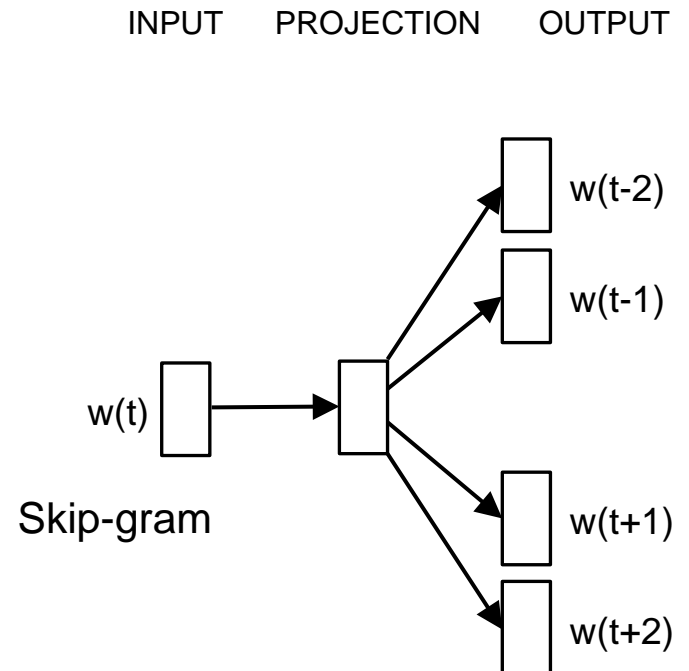 INPUT PROJECTION OUTPUT
w(t-2)
w(t-1)
w(t)
Skip-gram
w(t+1)
w(t+2)